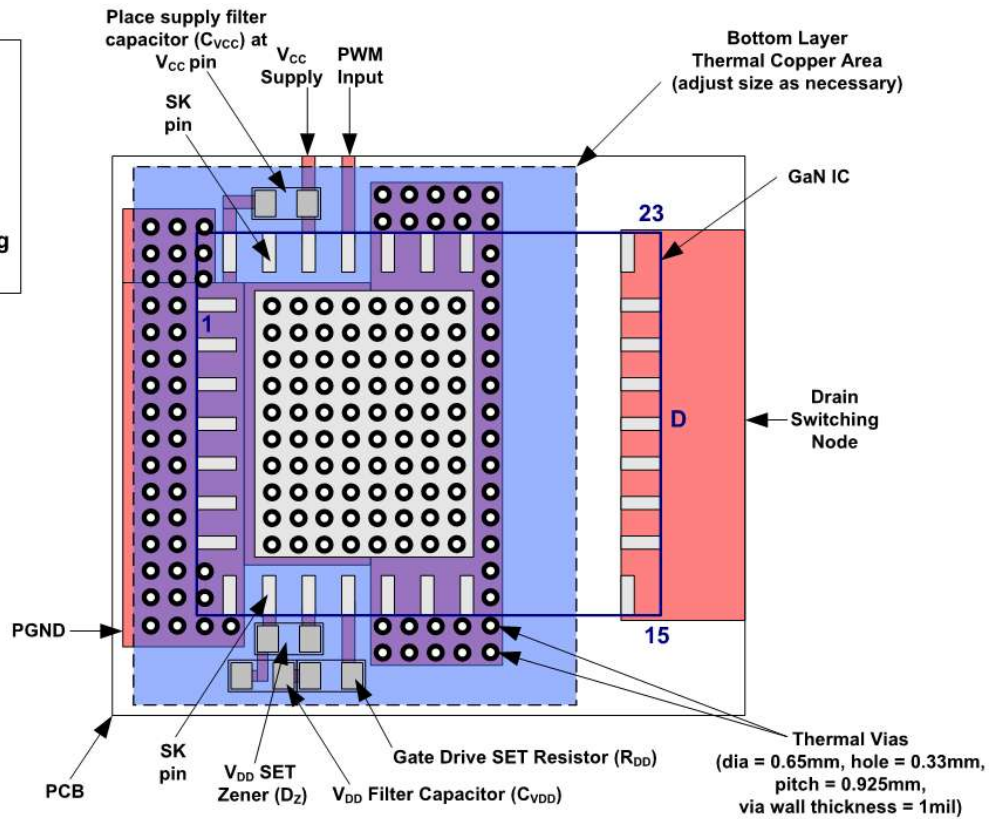 Place supply filter
capacitor (CVCC) at
VCC pin
VCC
Supply
PWM
Input
SK
pin
Bottom Layer
Thermal Copper Area
(adjust size as necessary)
GaN IC
23
g
1
D
Drain
Switching
Node
PGND
15
PCB
SK
pin
VDD SET
Zener (DZ)
Gate Drive SET Resistor (RDD)
VDD Filter Capacitor (CVDD)
Thermal Vias
(dia = 0.65mm, hole = 0.33mm,
pitch = 0.925mm,
via wall thickness = 1mil)